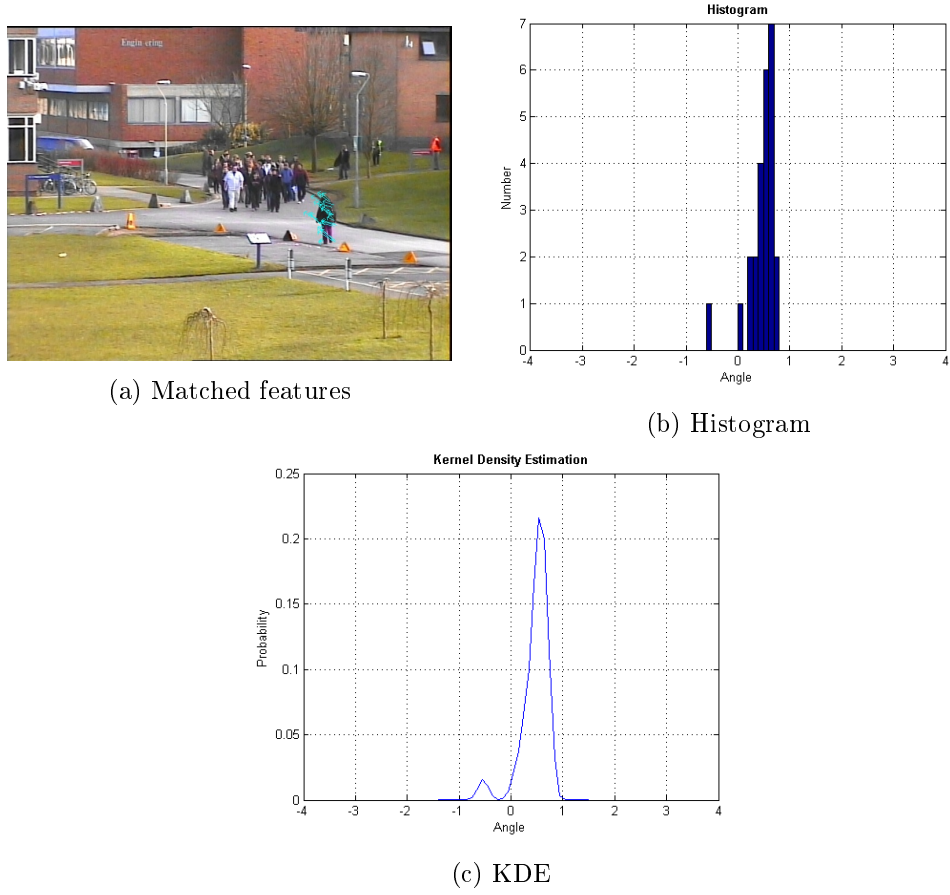 Histogram
Engin ering
7
6
5
4
3
2
1
0
Number
-4 -3 -2 -1 0 1 2 3 4
Angle
(a) Matched features
(b) Histogram
Kernel Density Estimation
0.25
0.2
0.15
0.1
0.05
0
Probability
-4 -3 -2 -1 0 1 2 3 4
Angle
(c) KDE